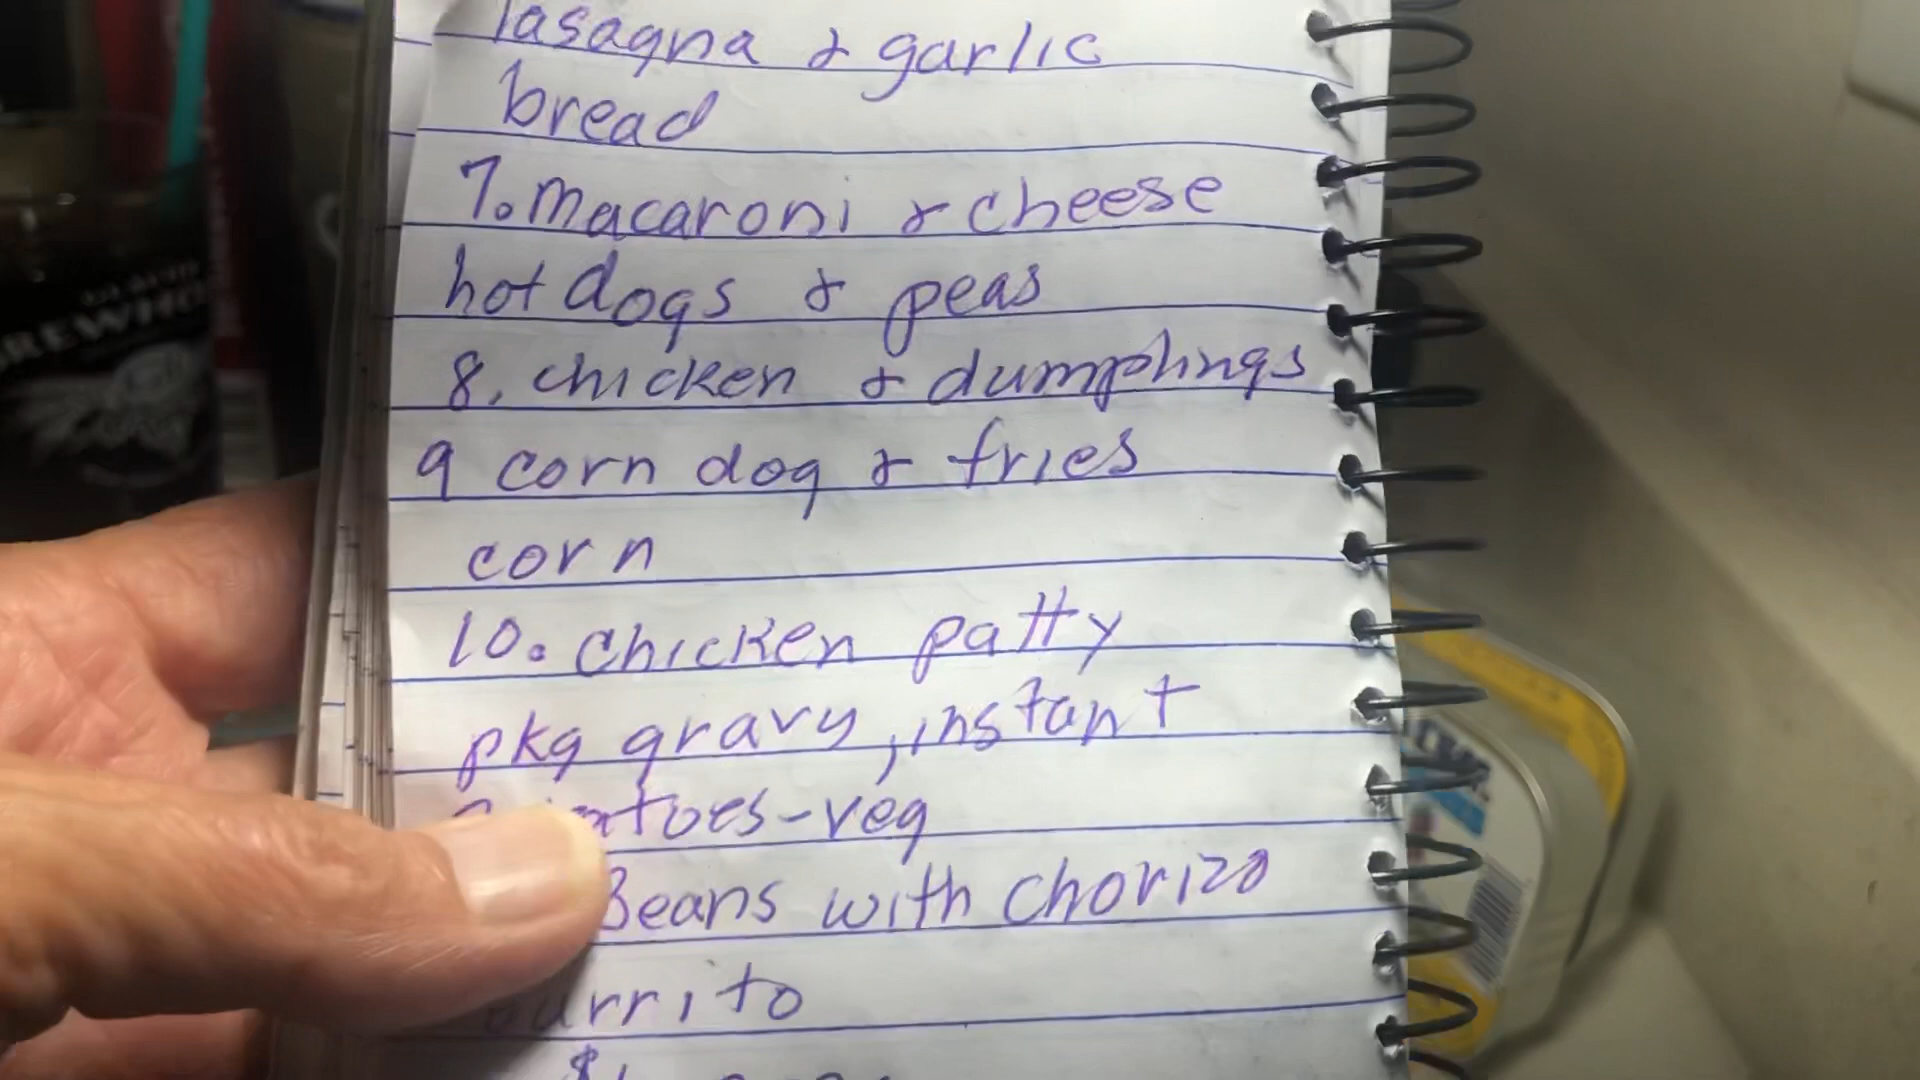 lasagna & garlic
bread
7. macaroni & cheese
hot dogs & peas
8. chicken & dumplings
9 corn dog & fries
corn
10. chicken patty
pkg gravy, instant
-veg
Beans with chorizo
burrito